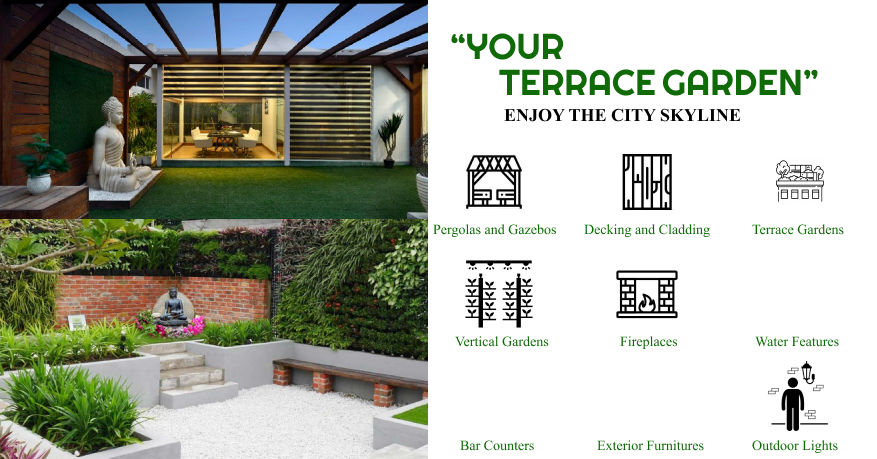 “YOUR
TERRACE GARDEN”
ENJOY THE CITY SKYLINE
Pergolas and Gazebos
Decking and Cladding
Terrace Gardens
Vertical Gardens
Fireplaces
Water Features
Bar Counters
Exterior Furnitures
Outdoor Lights